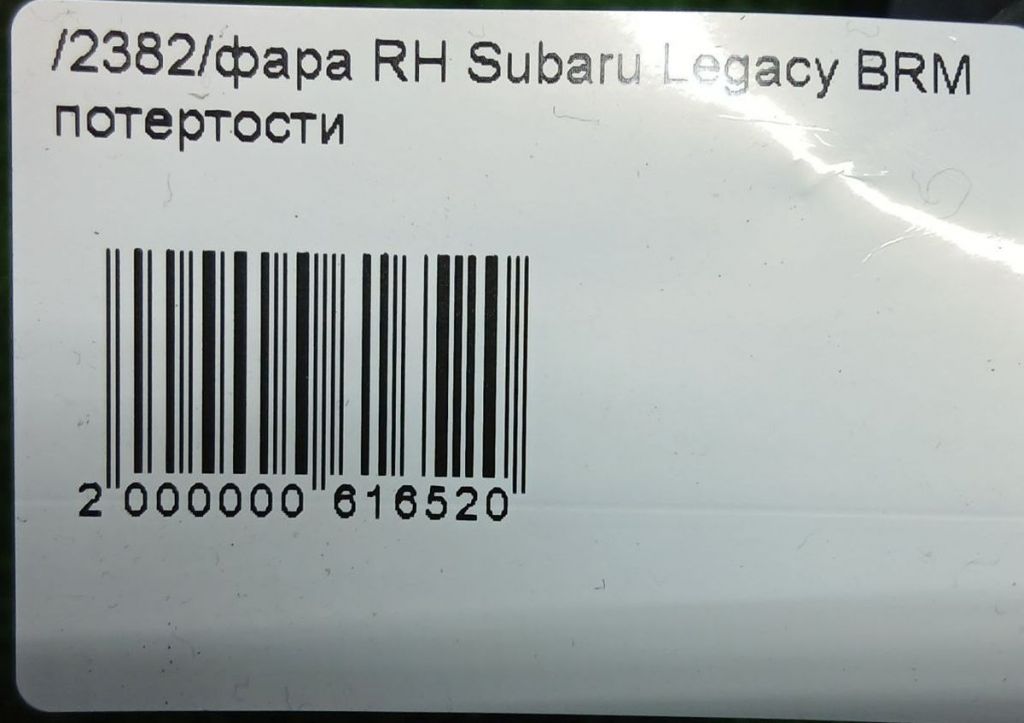 /2382/фара RH Subaru Legacy BRM
потертости
2 000000 616520